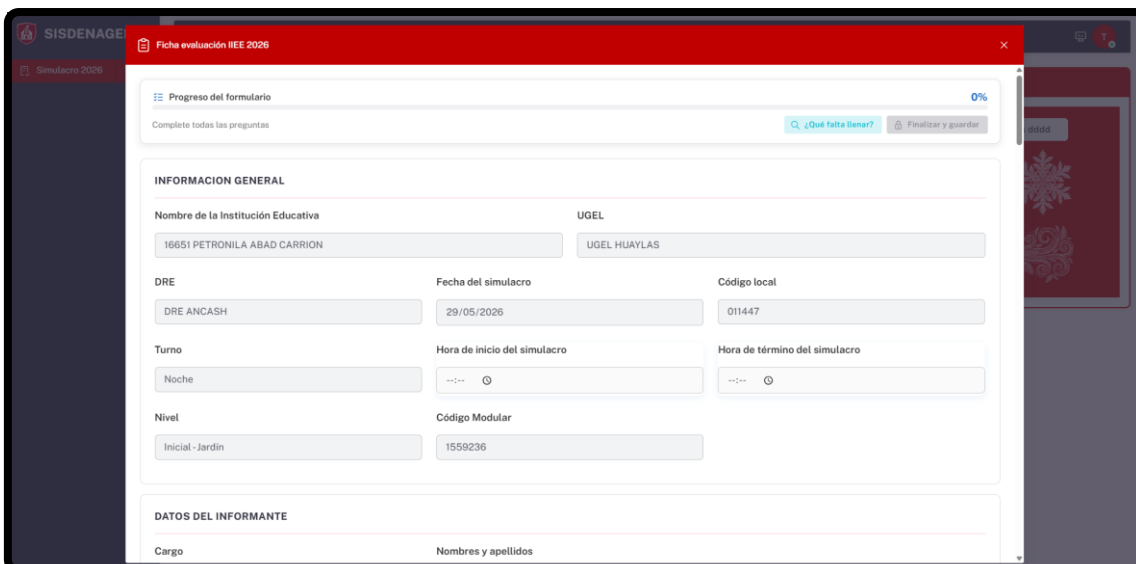 SISDENAGE
Ficha evaluación IIEE 2026
T
Simulacro 2026
Progreso del formulario 0%
Complete todas las preguntas ¿Qué falta llenar? Finalizar y guardar
dddd
INFORMACION GENERAL
Nombre de la Institución Educativa UGEL
16651 PETRONILA ABAD CARRION UGEL HUAYLAS
DRE Fecha del simulacro Código local
DRE ANCASH 29/05/2026 011447
Turno Hora de inicio del simulacro Hora de término del simulacro
Noche --:-- --:--
Nivel Código Modular
Inicial - Jardín 1559236
DATOS DEL INFORMANTE
Cargo Nombres y apellidos